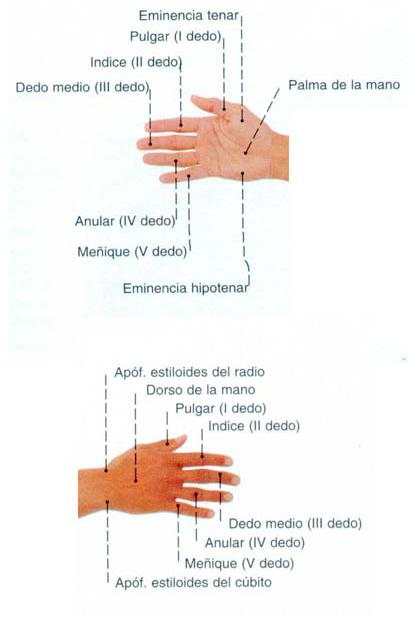 Eminencia tenar
Pulgar (I dedo)
Indice (II dedo)
Dedo medio (III dedo)
Palma de la mano
Anular (IV dedo)
Meñique (V dedo)
Eminencia hipotenar
Apóf. estiloides del radio
Dorso de la mano
Pulgar (I dedo)
Indice (II dedo)
Dedo medio (III dedo)
Anular (IV dedo)
Meñique (V dedo)
Apóf. estiloides del cúbito